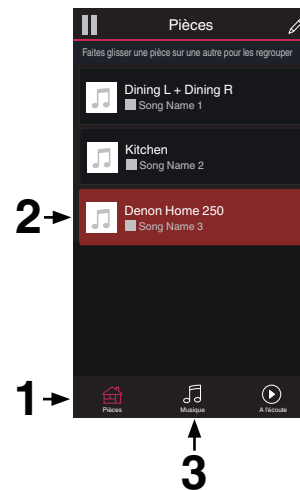 Pièces
Faites glisser une pièce sur une autre pour les regrouper
Dining L + Dining R
Song Name 1
Kitchen
Song Name 2
2
Denon Home 250
Song Name 3
1
Pièces
Musique
A l'écoute
3